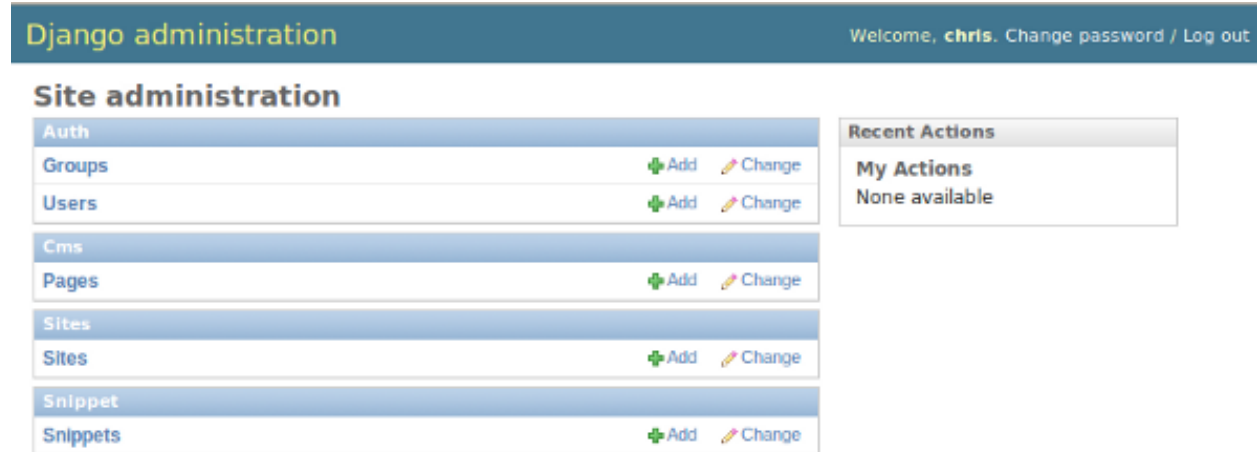 Django administration
Welcome, chris. Change password / Log out
Site administration
Auth
Groups Add Change
Users Add Change
Cms
Pages Add Change
Sites
Sites Add Change
Snippet
Snippets Add Change
Recent Actions
My Actions
None available